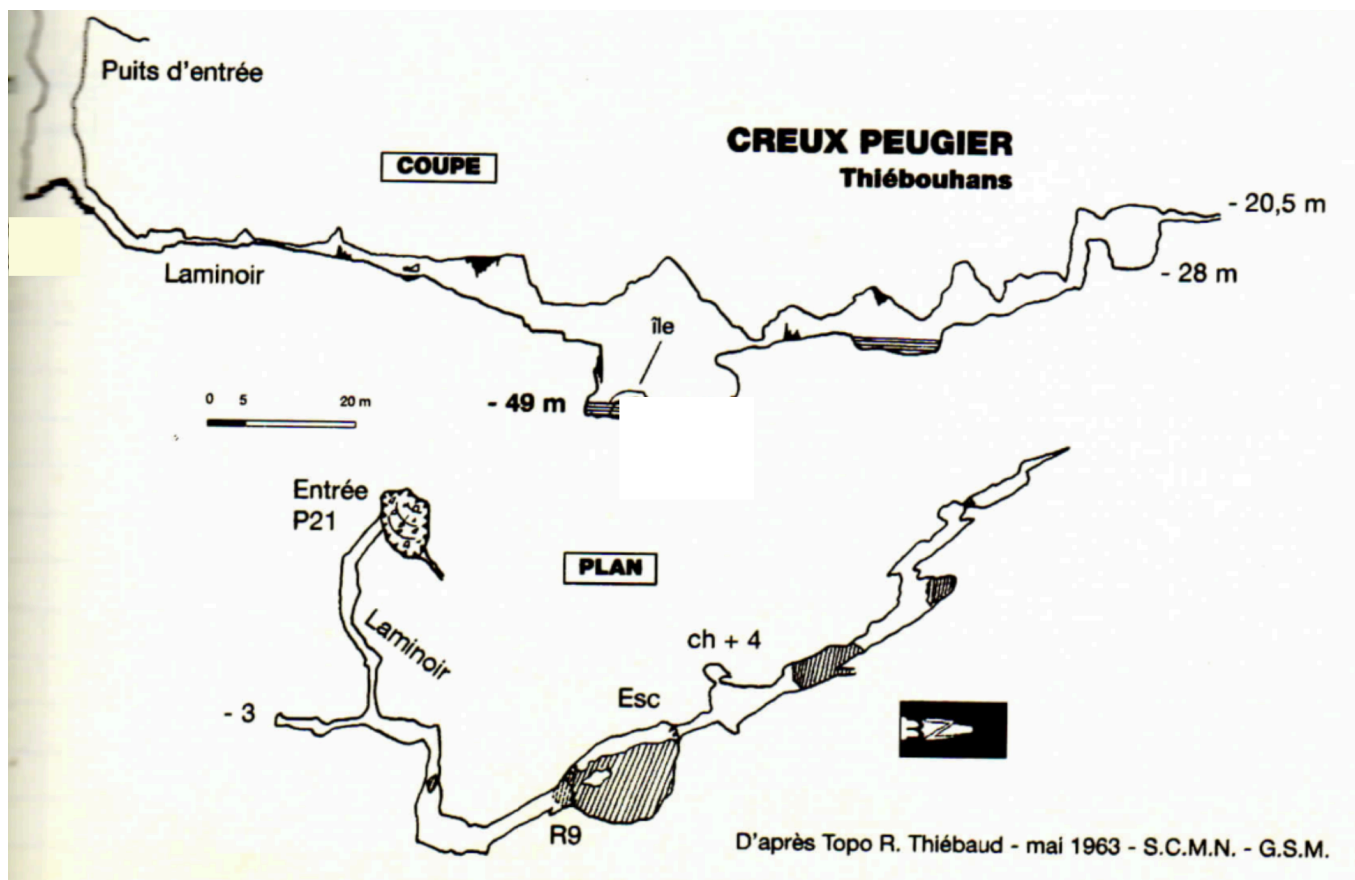 Puits d'entrée
COUPE
CREUX PEUGIER
Thiébouhans
- 20,5 m
Laminoir
- 28 m
île
0 5 20 m
- 49 m
Entrée
P21
PLAN
Laminoir
ch + 4
Esc
- 3
N
R9
D'après Topo R. Thiébaud - mai 1963 - S.C.M.N. - G.S.M.